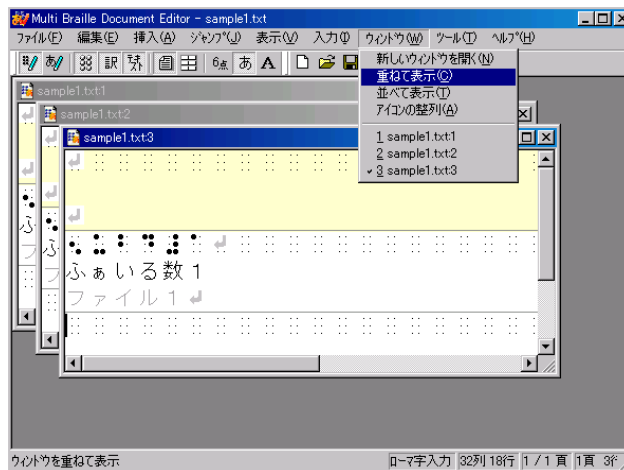 Multi Braille Document Editor - sample1.txt
ファイル(F) 編集(E) 挿入(A) ジャンプ(J) 表示(V) 入力(I) ウィンドウ(W) ツール(T) ヘルプ(H)
訳 6点 あ A
新しいウィンドウを開く(N)
重ねて表示(C)
並べて表示(T)
アイコンの整列(A)
1 sample1.txt:1
2 sample1.txt:2
✓ 3 sample1.txt:3
sample1.txt:1
sample1.txt:2
sample1.txt:3
ふ
フ
ふ
フ
⠢ ⠡ ⠃ ⠙ ⠼ ⠁
ふ ぁ い る 数 1
ファイル1
ウィンドウを重ねて表示
ローマ字入力 32列 18行 1 / 1 頁 1頁 3行